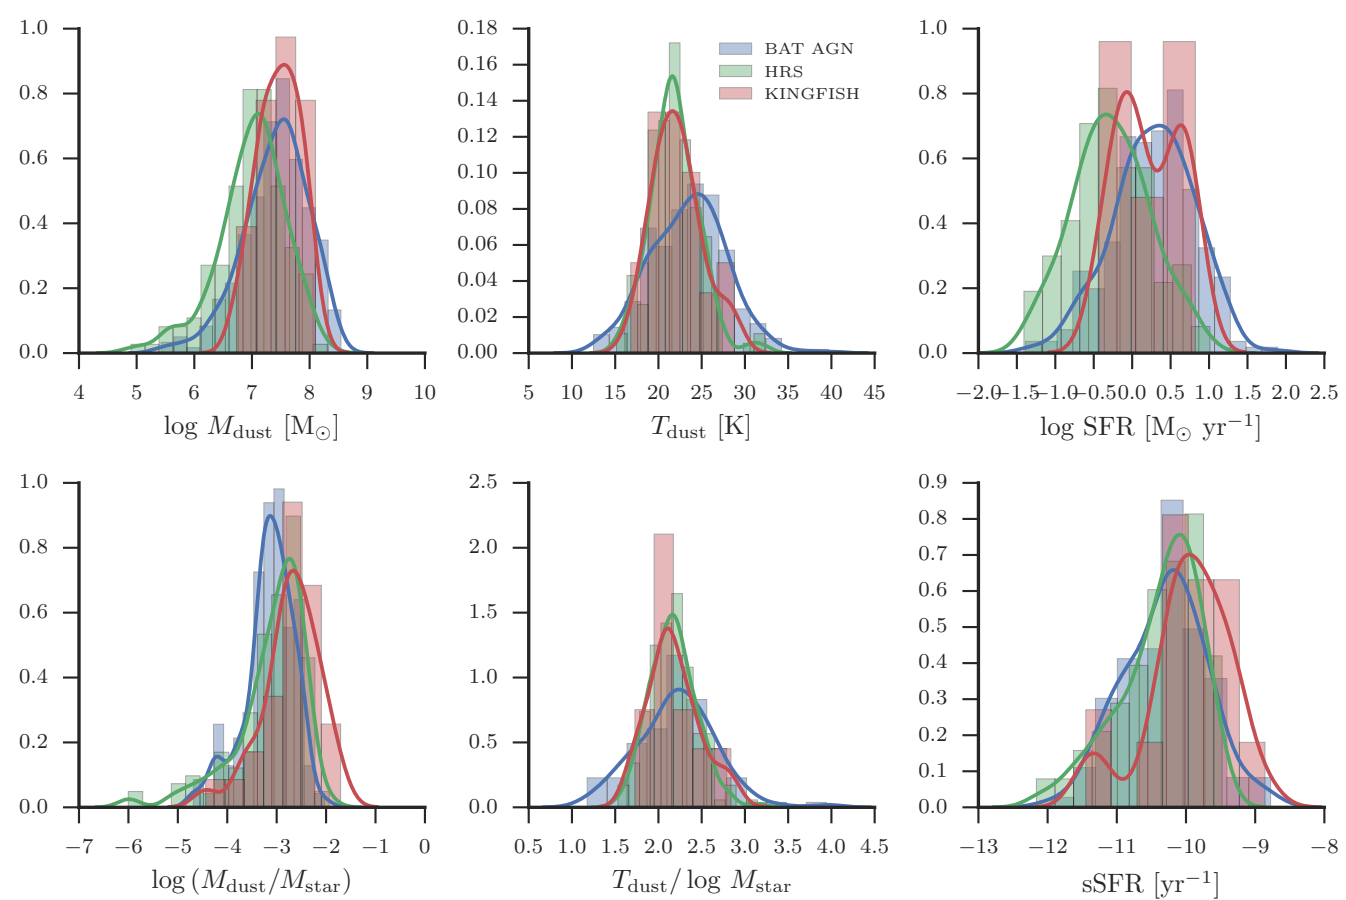 1.0
0.8
0.6
0.4
0.2
0.0
4 5 6 7 8 9 10
log M_dust [M_⊙]
0.18
0.16
0.14
0.12
0.10
0.08
0.06
0.04
0.02
0.00
5 10 15 20 25 30 35 40 45
T_dust [K]
BAT AGN
HRS
KINGFISH
1.0
0.8
0.6
0.4
0.2
0.0
−2.0 −1.5 −1.0 −0.5 0.0 0.5 1.0 1.5 2.0 2.5
log SFR [M_⊙ yr⁻¹]
1.0
0.8
0.6
0.4
0.2
0.0
−7 −6 −5 −4 −3 −2 −1 0
log (M_dust/M_star)
2.5
2.0
1.5
1.0
0.5
0.0
0.5 1.0 1.5 2.0 2.5 3.0 3.5 4.0 4.5
T_dust/ log M_star
0.9
0.8
0.7
0.6
0.5
0.4
0.3
0.2
0.1
0.0
−13 −12 −11 −10 −9 −8
sSFR [yr⁻¹]